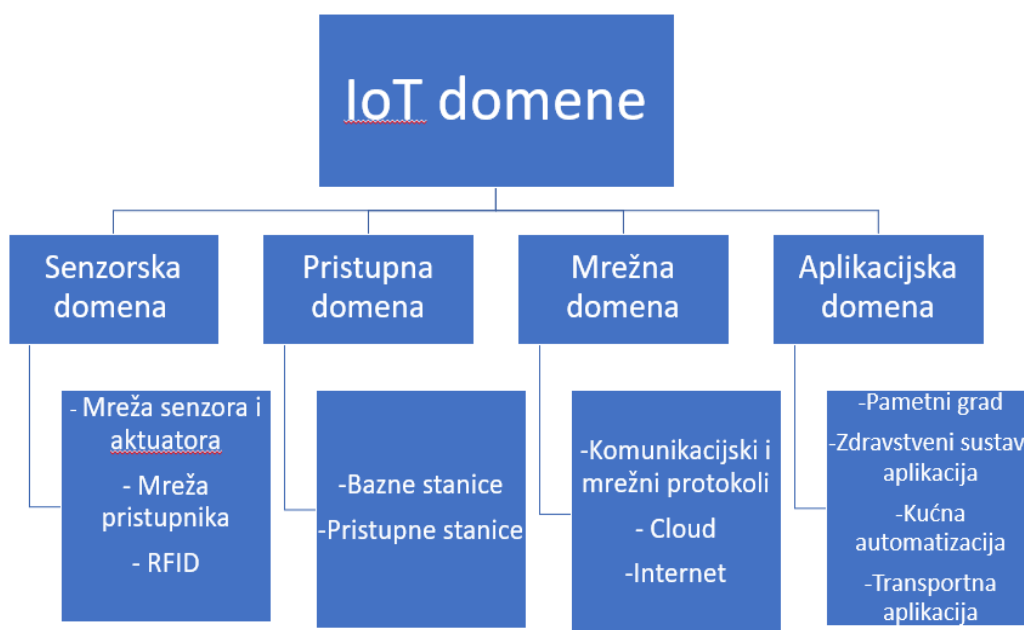 IoT domene
Senzorska
domena
Pristupna
domena
Mrežna
domena
Aplikacijska
domena
- Mreža senzora i
aktuatora
- Mreža
pristupnika
- RFID
-Bazne stanice
-Pristupne stanice
-Komunikacijski i
mrežni protokoli
- Cloud
-Internet
-Pametni grad
-Zdravstveni sustav
aplikacija
-Kućna
automatizacija
-Transportna
aplikacija